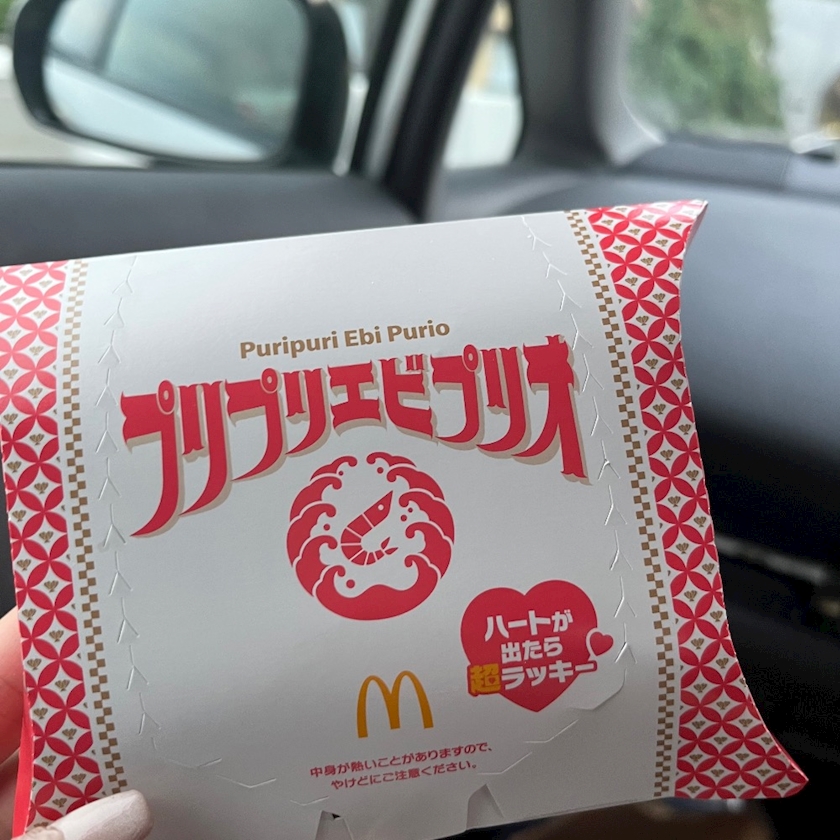 Puripuri Ebi Purio
プリプリエビプリオ
ハートが
出たら
超ラッキー
中身が熱いことがありますので、
やけどにご注意ください。